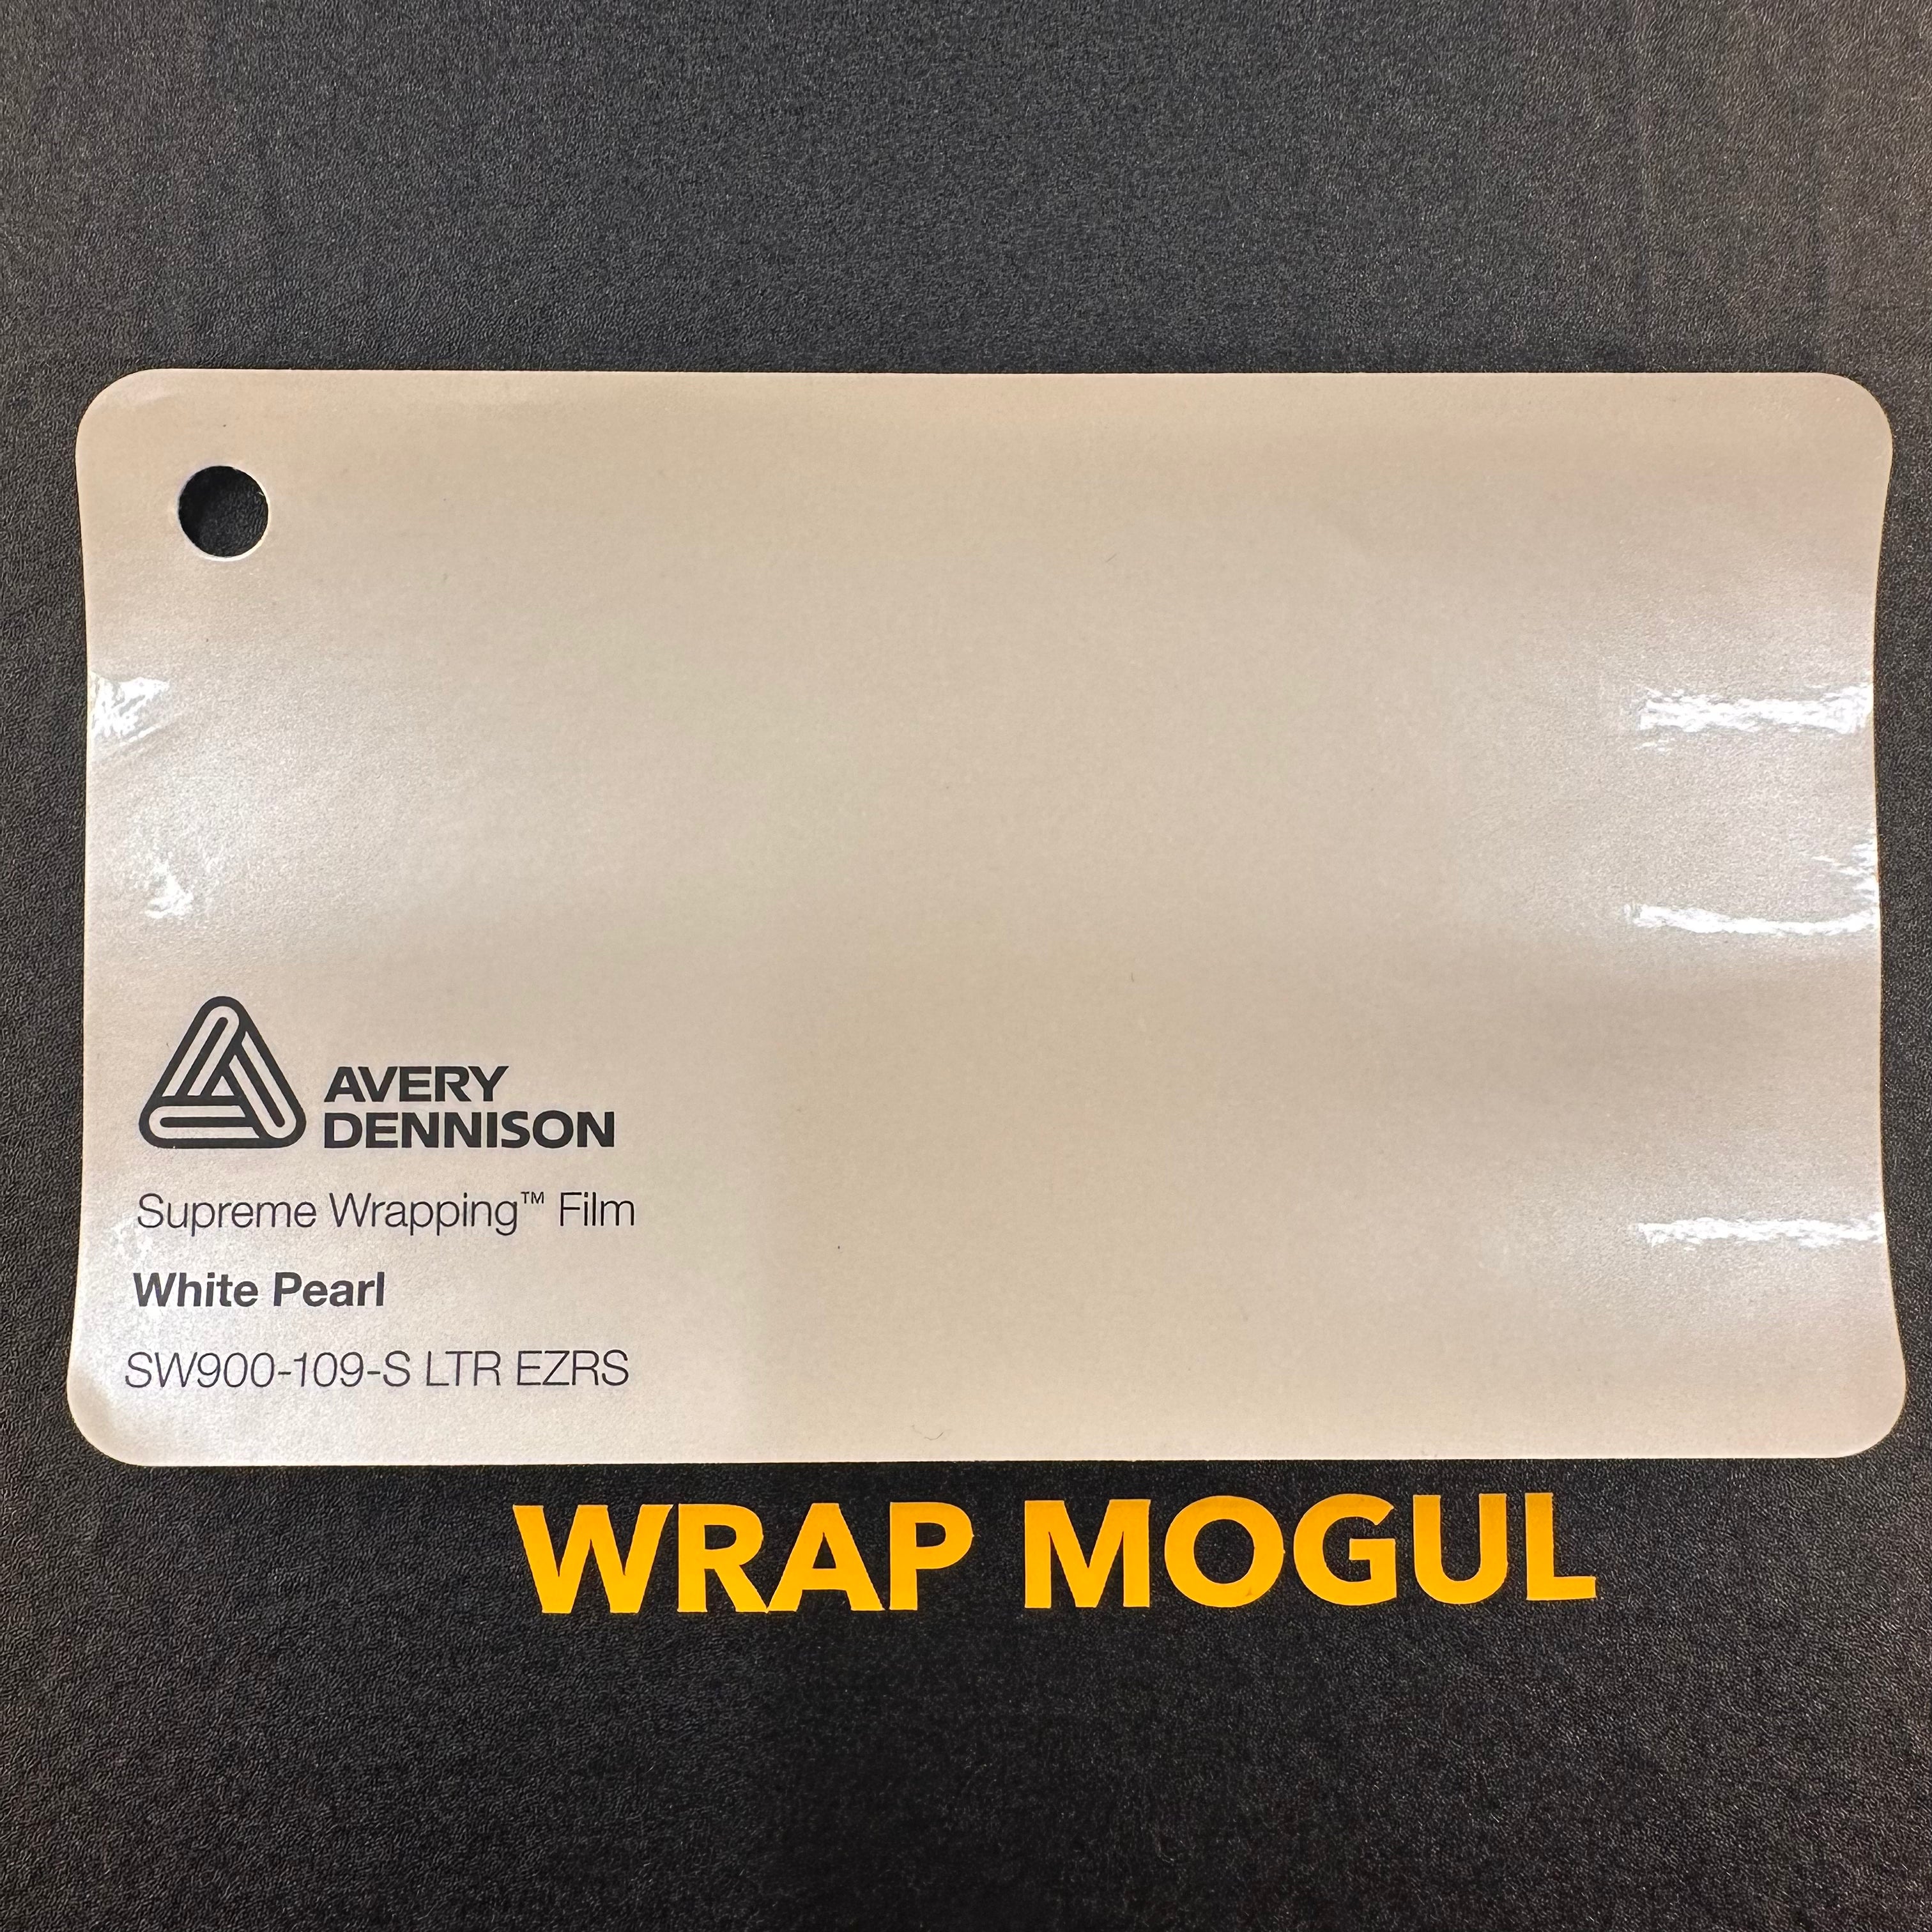 AVERY
DENNISON
Supreme Wrapping™ Film
White Pearl
SW900-109-S LTR EZRS
WRAP MOGUL